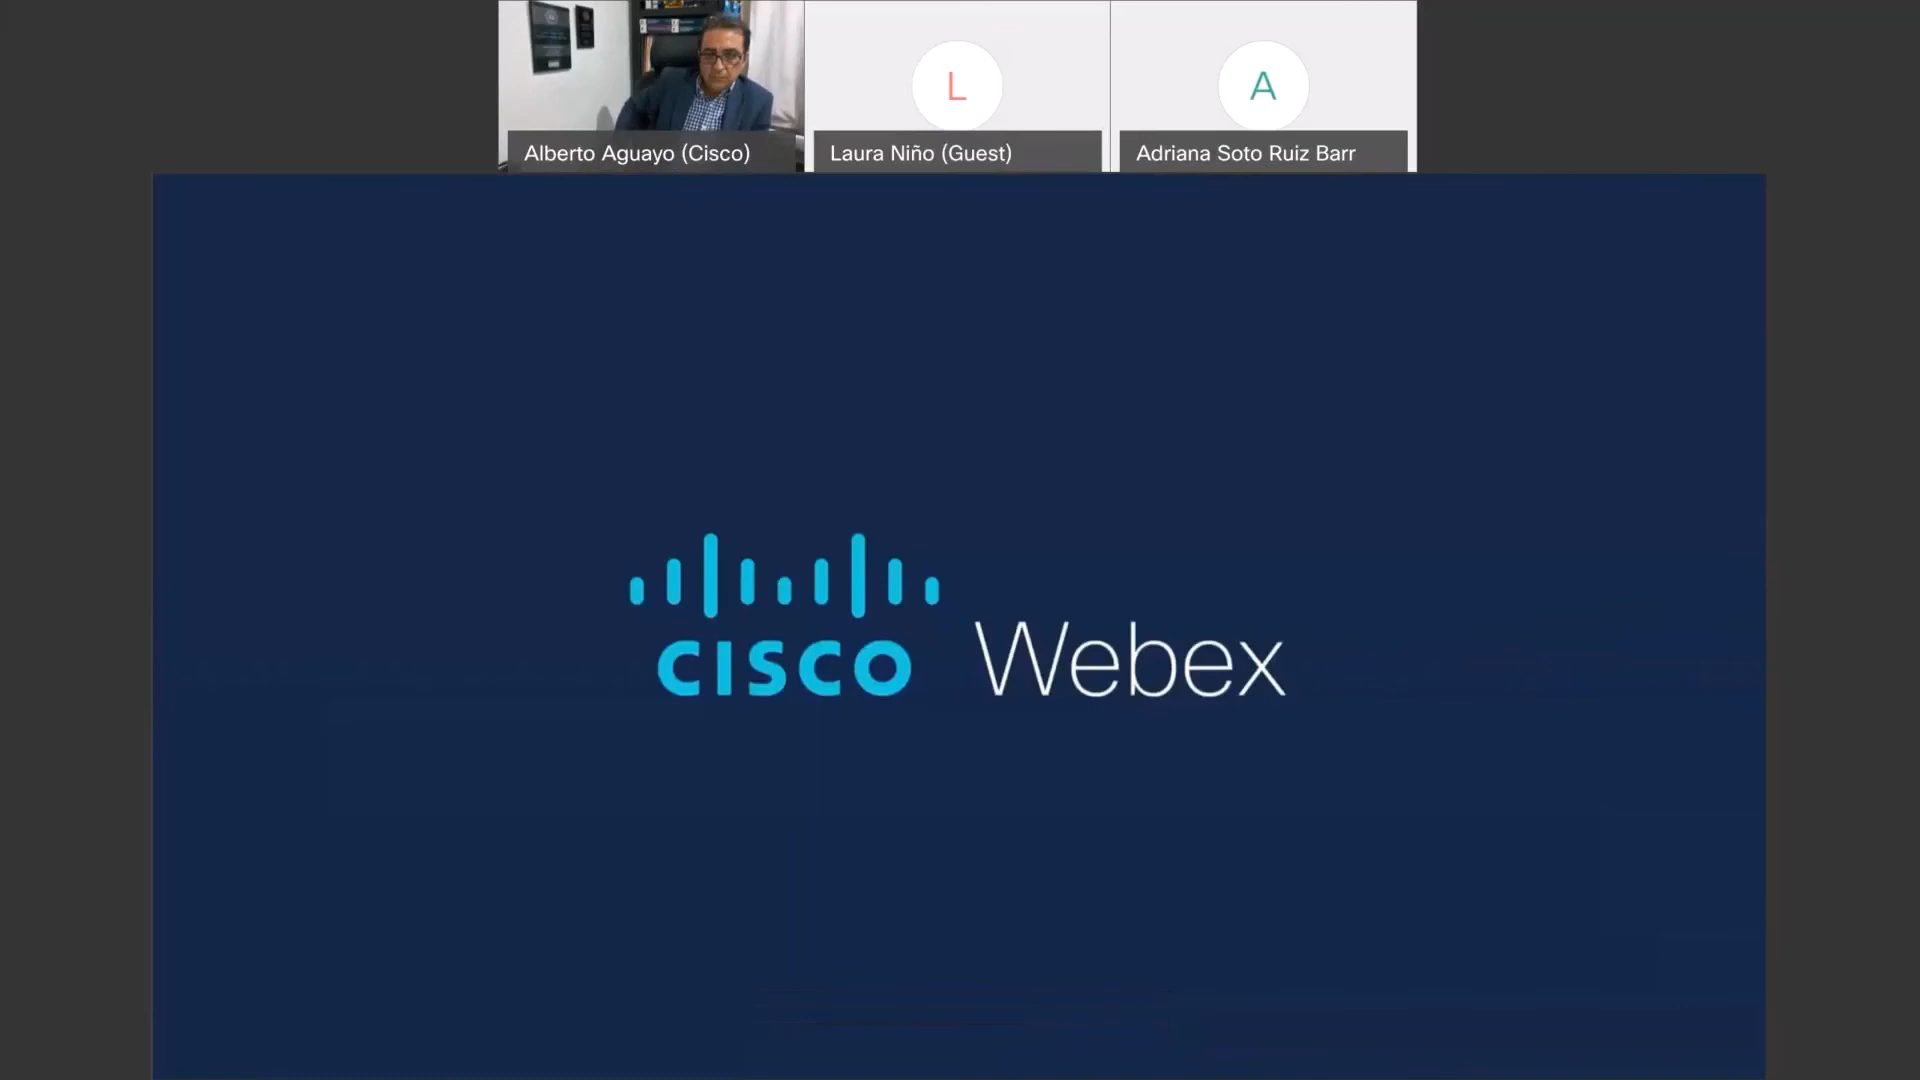 Alberto Aguayo (Cisco)
L
Laura Niño (Guest)
A
Adriana Soto Ruiz Barr
CISCO Webex